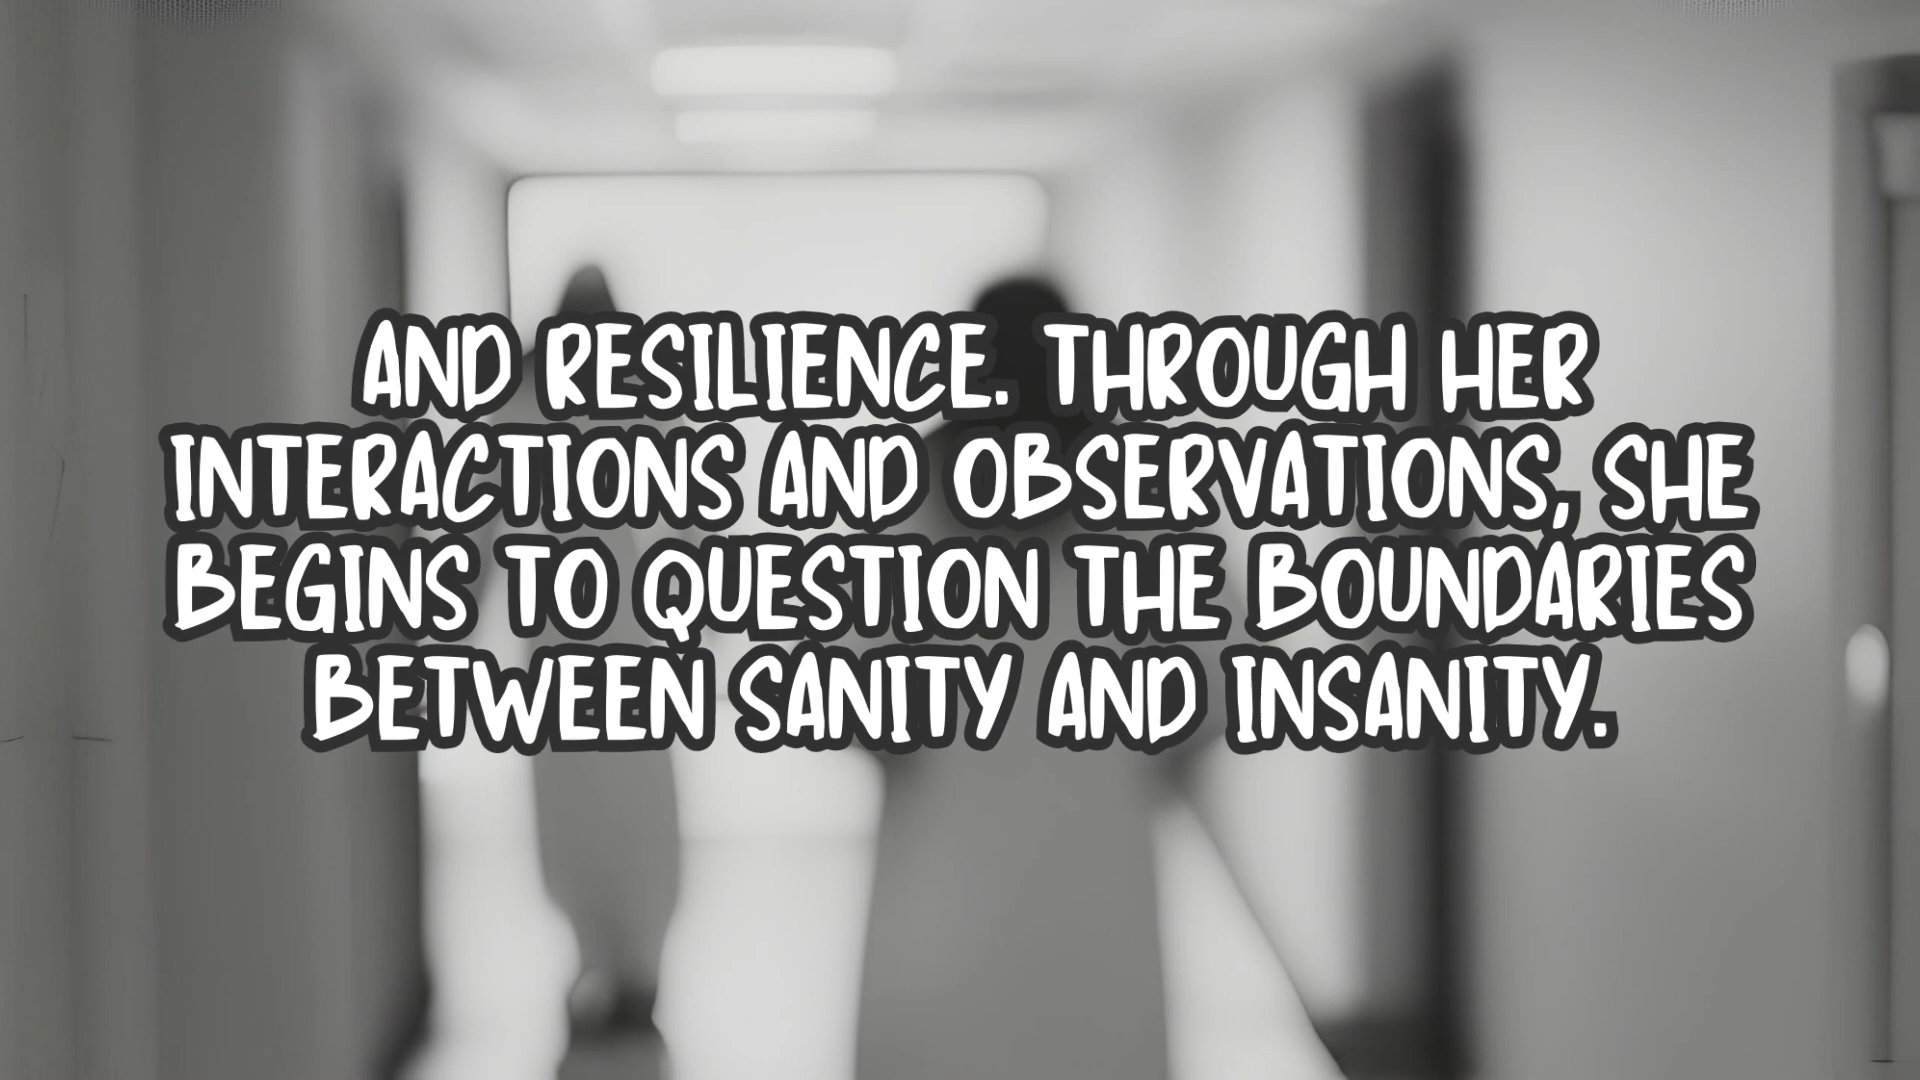 AND RESILIENCE. THROUGH HER
INTERACTIONS AND OBSERVATIONS, SHE
BEGINS TO QUESTION THE BOUNDARIES
BETWEEN SANITY AND INSANITY.